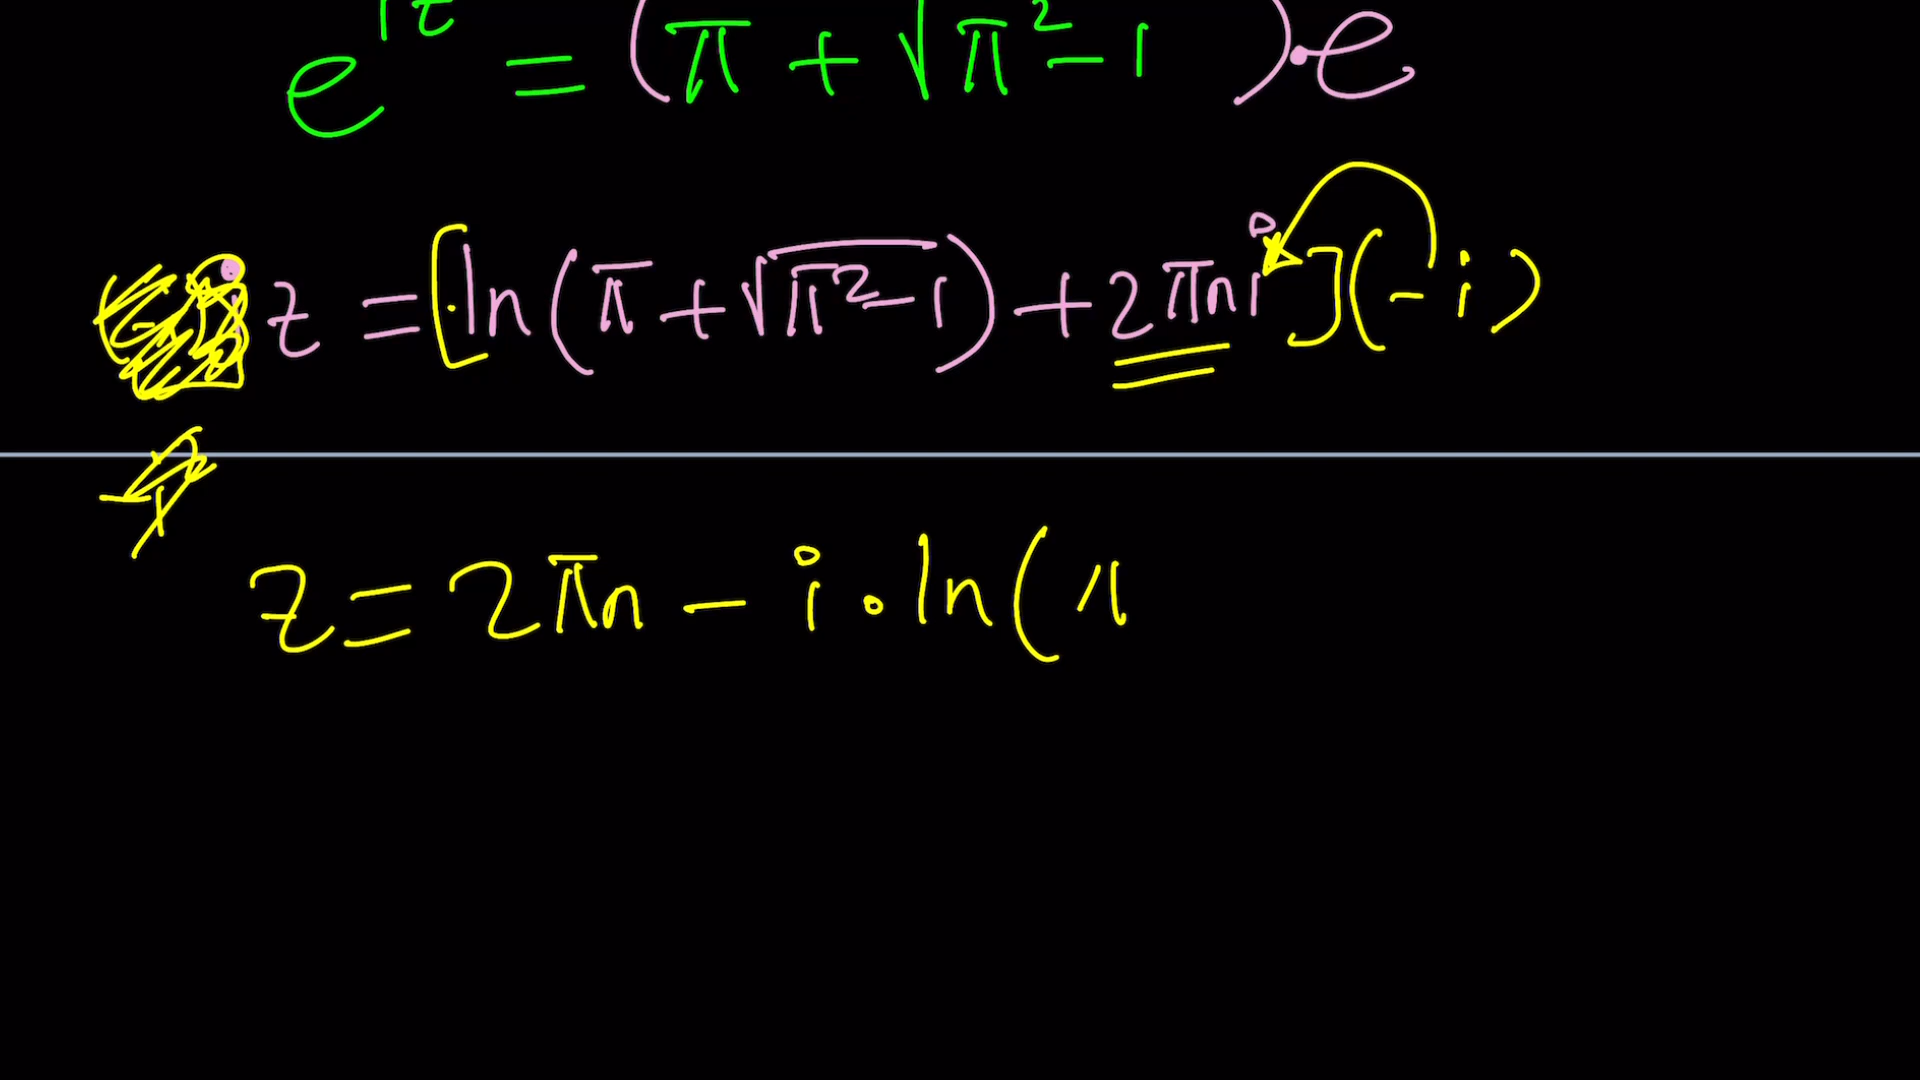 e^{iz} = (π + √π² - 1 ) · e
z = [ln(π + √(π² - 1)) + 2πni](-i)
z = 2πn - i · ln( π